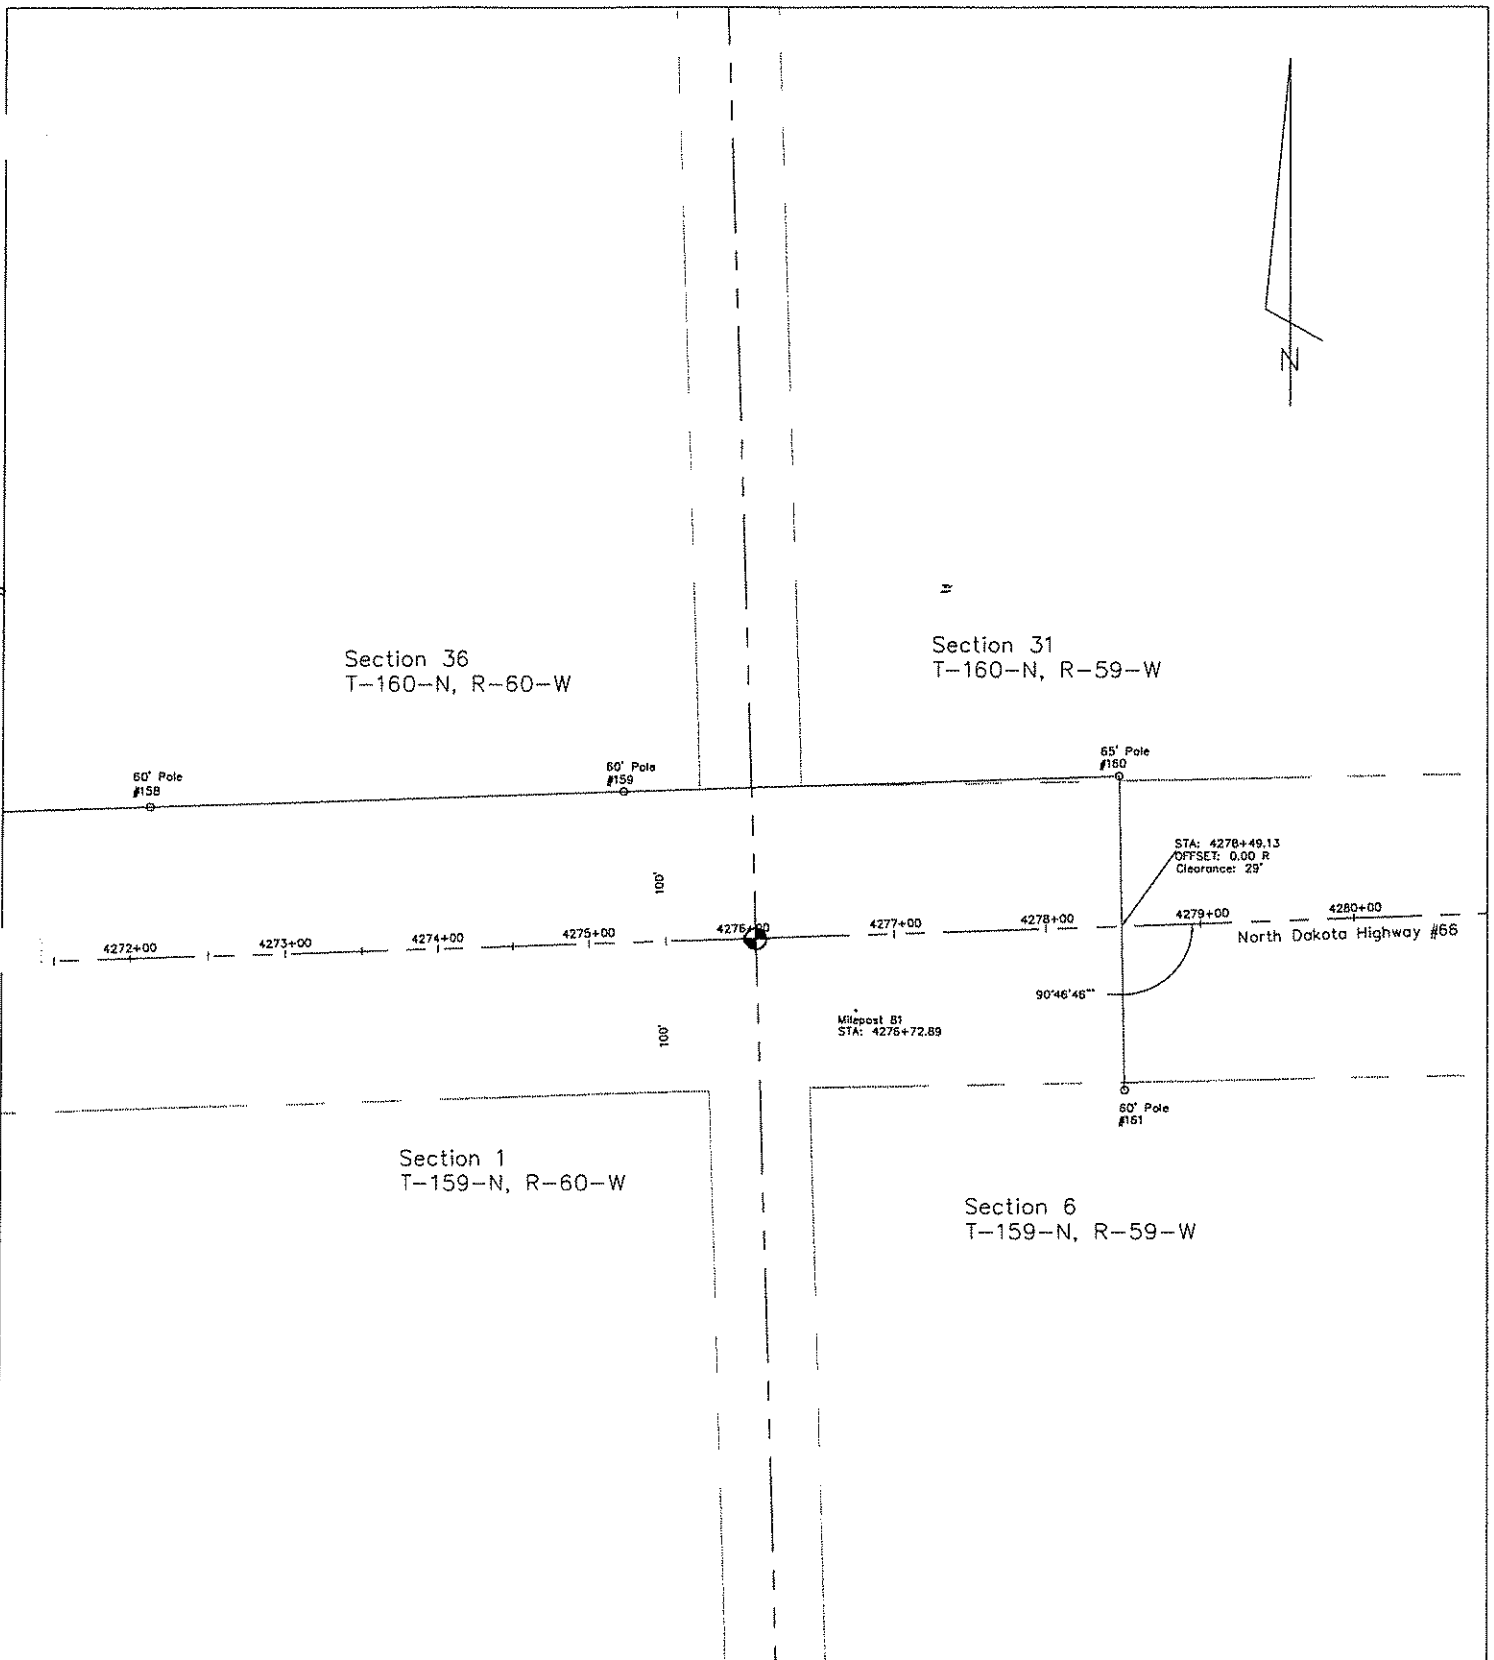 N
Section 36
T-160-N, R-60-W
Section 31
T-160-N, R-59-W
60' Pole
#158
60' Pole
#159
65' Pole
#160
STA: 4278+49.13
OFFSET: 0.00 R
Clearance: 29'
100'
4272+00
4273+00
4274+00
4275+00
4276+00
4277+00
4278+00
4279+00
4280+00
North Dakota Highway #66
90°46'46"
Milepost 81
STA: 4276+72.89
100'
60' Pole
#161
Section 1
T-159-N, R-60-W
Section 6
T-159-N, R-59-W